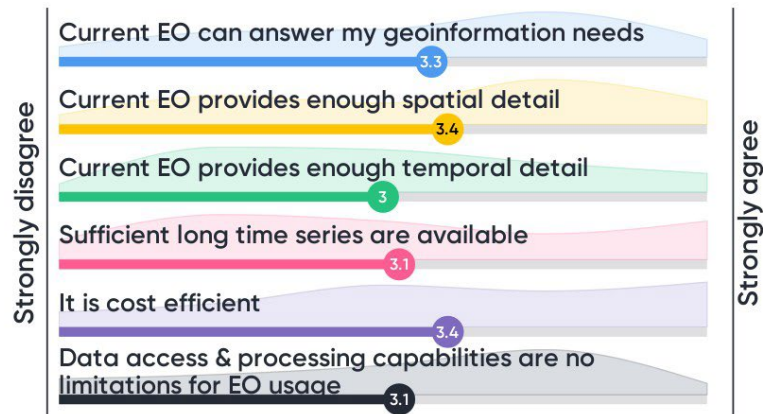 Strongly disagree
Current EO can answer my geoinformation needs
3.3
Current EO provides enough spatial detail
3.4
Current EO provides enough temporal detail
3
Sufficient long time series are available
3.1
It is cost efficient
3.4
Data access & processing capabilities are no
limitations for EO usage
3.1
Strongly agree